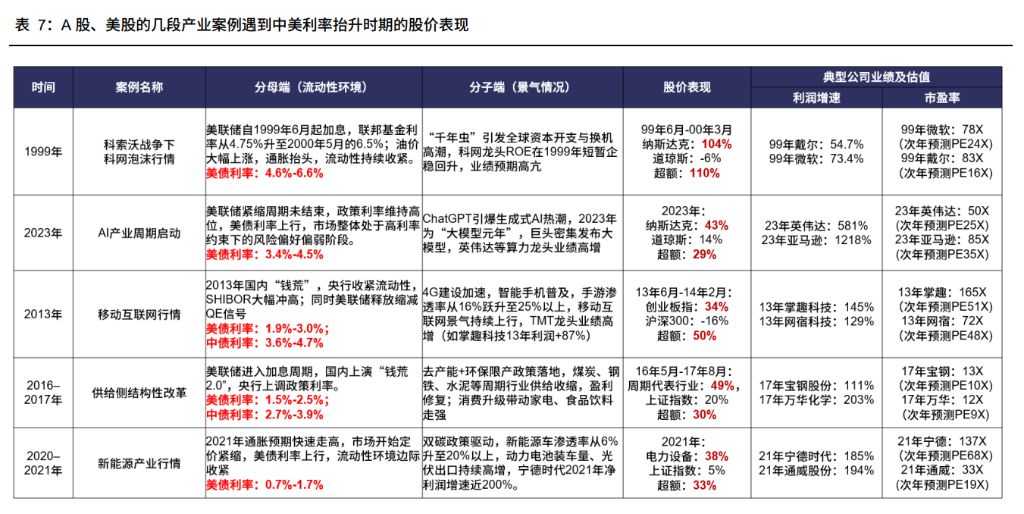 表 7：A 股、美股的几段产业案例遇到中美利率抬升时期的股价表现
时间
案例名称
分母端（流动性环境）
分子端（景气情况）
股价表现
典型公司业绩及估值
利润增速
市盈率
1999年
科索沃战争下
科网泡沫行情
美联储自1999年6月起加息，联邦基金利
率从4.75%升至2000年5月的6.5%；油价
大幅上涨，通胀抬头，流动性持续收紧。
美债利率：4.6%-6.6%
“千年虫”引发全球资本开支与换机
高潮，科网龙头ROE在1999年短暂企
稳回升，业绩预期高亢
99年6月-00年3月
纳斯达克：104%
道琼斯：-6%
超额：110%
99年戴尔：54.7%
99年微软：73.4%
99年微软：78X
(次年预测PE24X)
99年戴尔：83X
(次年预测PE16X)
2023年
AI产业周期启动
美联储紧缩周期未结束，政策利率维持高
位，美债利率上行，市场整体处于高利率
约束下的风险偏好偏弱阶段。
美债利率：3.4%-4.5%
ChatGPT引爆生成式AI热潮，2023年
为“大模型元年”，巨头密集发布大
模型，英伟达等算力龙头业绩高增
2023年：
纳斯达克：43%
道琼斯：14%
超额：29%
23年英伟达：581%
23年亚马逊：1218%
23年英伟达：50X
(次年预测PE25X)
23年亚马逊：85X
(次年预测PE35X)
2013年
移动互联网行情
2013年国内“钱荒”，央行收紧流动性，
SHIBOR大幅冲高；同时美联储释放缩减
QE信号
美债利率：1.9%-3.0%；
中债利率：3.6%-4.7%
4G建设加速，智能手机普及，手游渗
透率从16%跃升至25%以上，移动互
联网景气持续上行，TMT龙头业绩高
增（如掌趣科技13年利润+87%）
13年6月-14年2月：
创业板指：34%
沪深300：-16%
超额：50%
13年掌趣科技：145%
13年网宿科技：129%
13年掌趣：165X
(次年预测PE51X)
13年网宿：72X
(次年预测PE48X)
2016–
2017年
供给侧结构性改革
美联储进入加息周期，国内上演“钱荒
2.0”，央行上调政策利率。
美债利率：1.5%-2.5%；
中债利率：2.7%-3.9%
去产能+环保限产政策落地，煤炭、钢
铁、水泥等周期行业供给收缩，盈利
修复；消费升级带动家电、食品饮料
走强
16年5月-17年8月：
周期代表行业：49%，
上证指数：20%
超额：30%
17年宝钢股份：111%
17年万华化学：203%
17年宝钢：13X
(次年预测PE10X)
17年万华：12X
(次年预测PE9X)
2020–
2021年
新能源产业行情
2021年通胀预期快速走高，市场开始定
价紧缩，美债利率上行，流动性环境边际
收紧
美债利率：0.7%-1.7%
双碳政策驱动，新能源车渗透率从6%
升至20%以上，动力电池装车量、光
伏出口持续高增，宁德时代2021年净
利润增速近200%。
2021年：
电力设备：38%
上证指数：5%
超额：33%
21年宁德时代：185%
21年通威股份：194%
21年宁德：137X
(次年预测PE68X)
21年通威：33X
(次年预测PE19X)